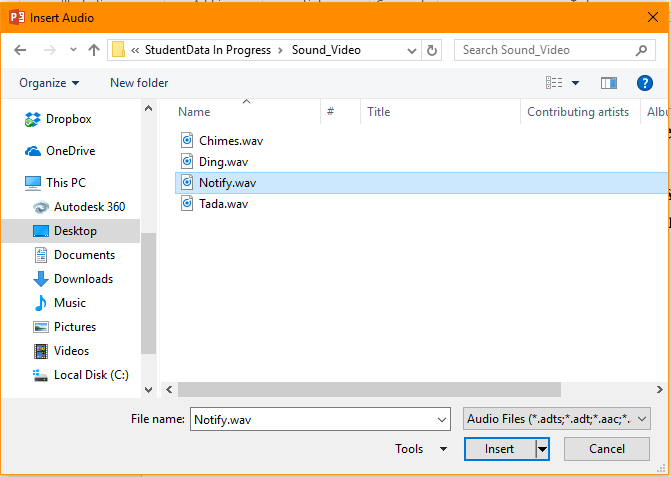 Insert Audio
« StudentData In Progress › Sound_Video
Search Sound_Video
Organize
New folder
Name
#
Title
Contributing artists
Dropbox
OneDrive
This PC
Autodesk 360
Desktop
Documents
Downloads
Music
Pictures
Videos
Local Disk (C:)
Chimes.wav
Ding.wav
Notify.wav
Tada.wav
File name:
Notify.wav
Audio Files (*.adts;*.adt;*.aac;*.
Tools
Insert
Cancel